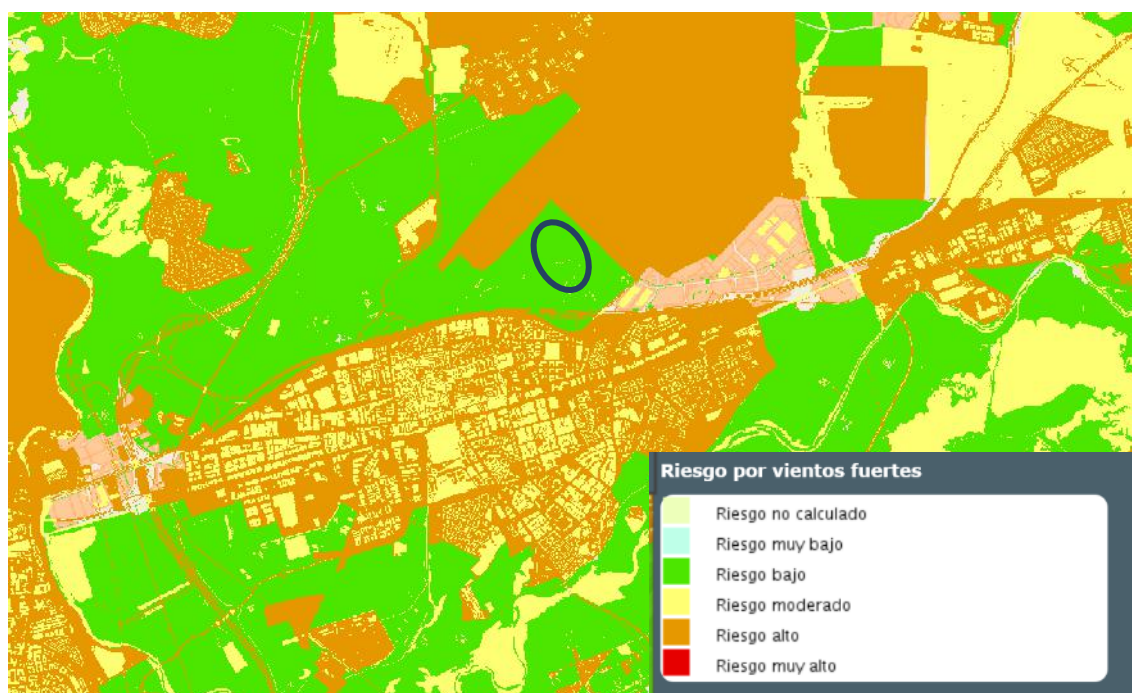 Riesgo por vientos fuertes
Riesgo no calculado
Riesgo muy bajo
Riesgo bajo
Riesgo moderado
Riesgo alto
Riesgo muy alto